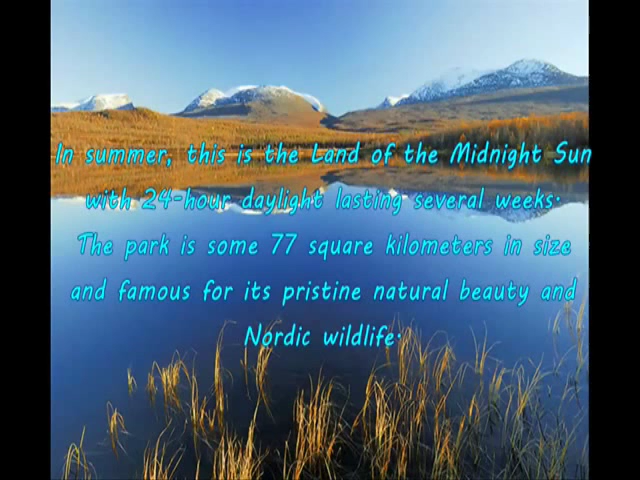 In summer, this is the Land of the Midnight Sun
with 24-hour daylight lasting several weeks.
The park is some 77 square kilometers in size
and famous for its pristine natural beauty and
Nordic wildlife.